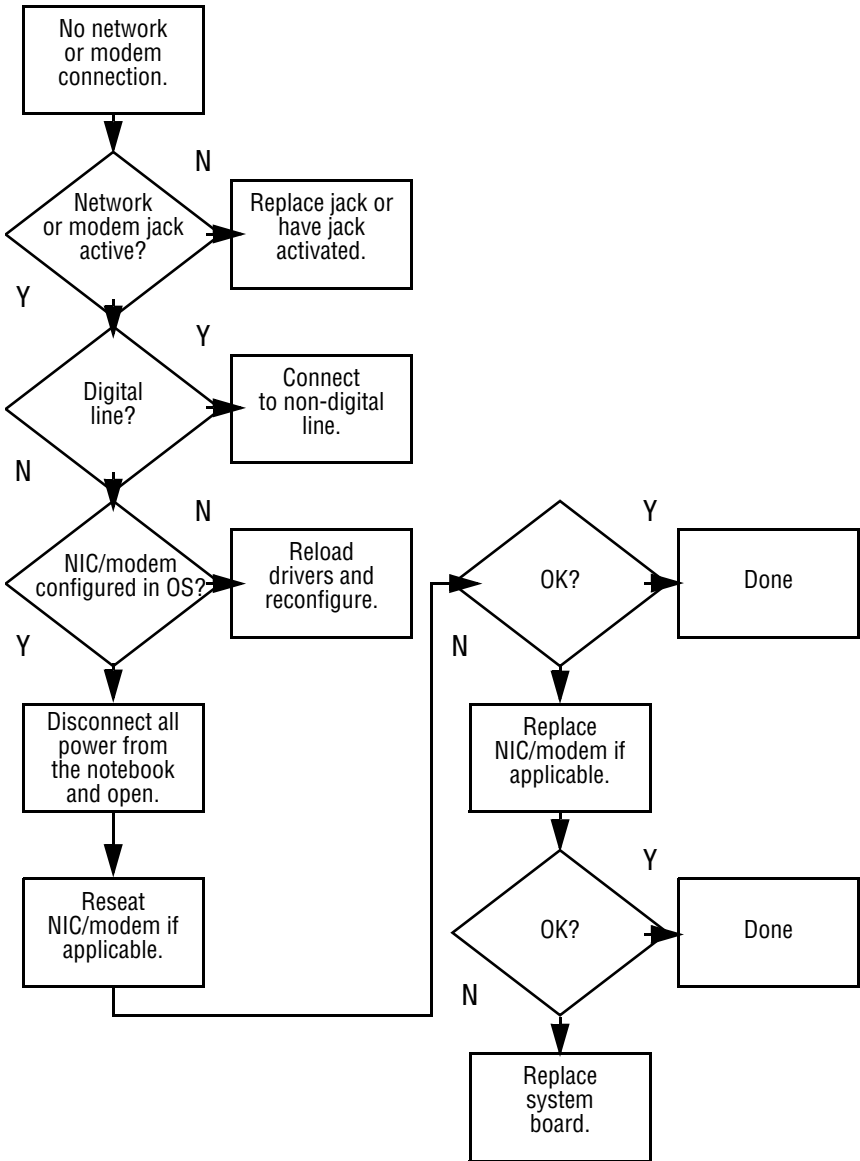 No network
or modem
connection.
N
Network
or modem jack
active?
Replace jack or
have jack
activated.
Y
Y
Digital
line?
Connect
to non-digital
line.
N
N
NIC/modem
configured in OS?
Reload
drivers and
reconfigure.
Y
Disconnect all
power from
the notebook
and open.
Reseat
NIC/modem if
applicable.
Y
OK?
Done
N
Replace
NIC/modem if
applicable.
Y
OK?
Done
N
Replace
system
board.